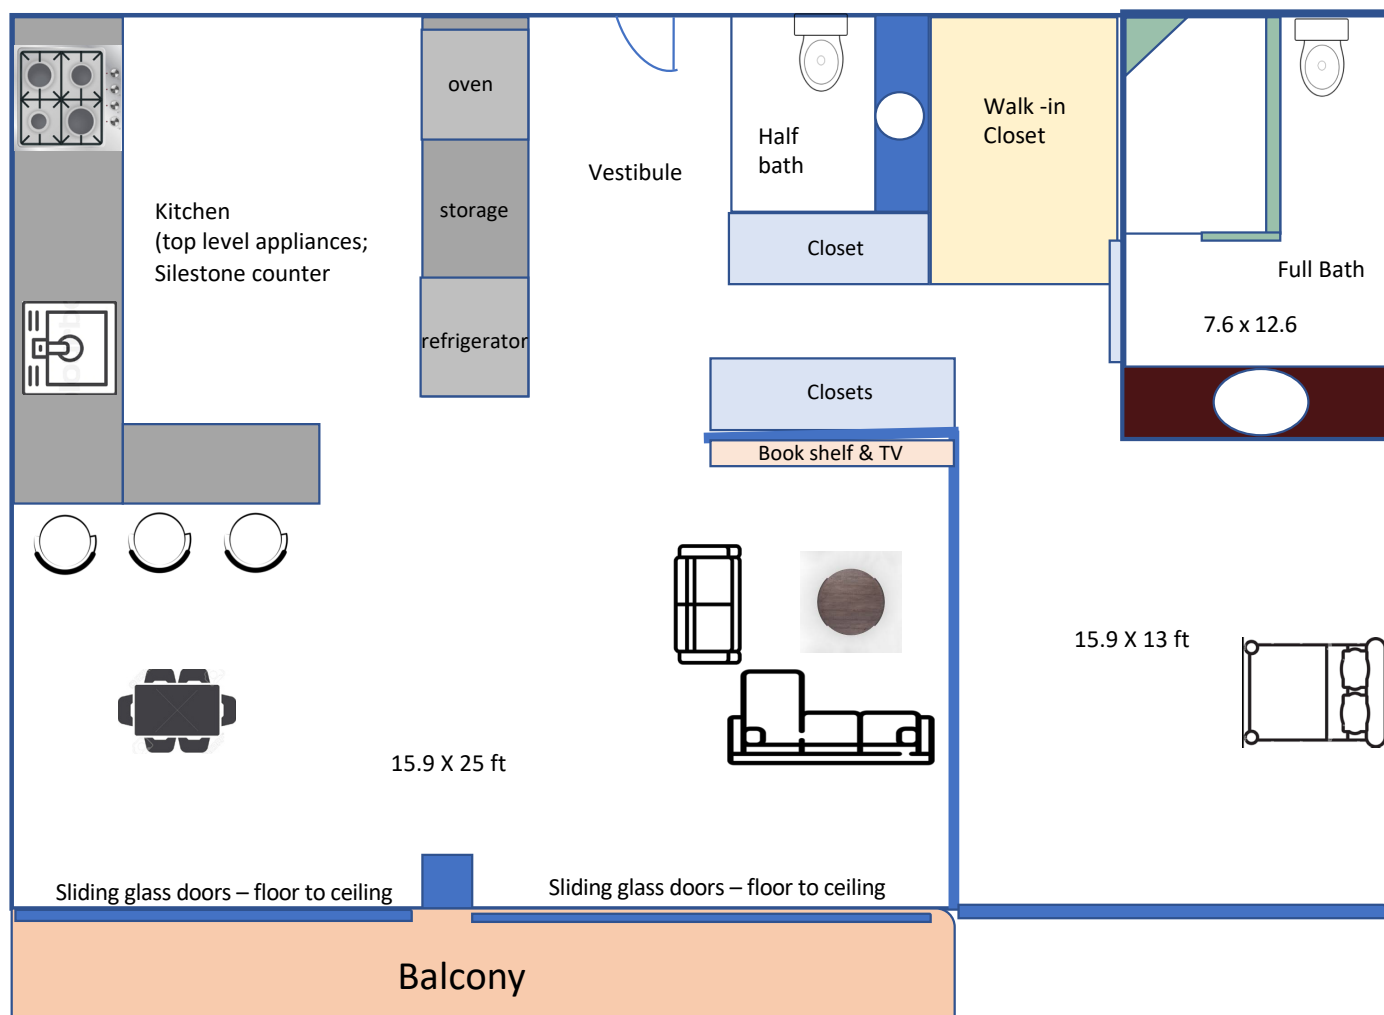 oven
Walk -in
Closet
Half
bath
Vestibule
Kitchen
(top level appliances;
Silestone counter
storage
Closet
Full Bath
7.6 x 12.6
refrigerator
Closets
Book shelf & TV
15.9 X 13 ft
15.9 X 25 ft
Sliding glass doors – floor to ceiling
Sliding glass doors – floor to ceiling
Balcony